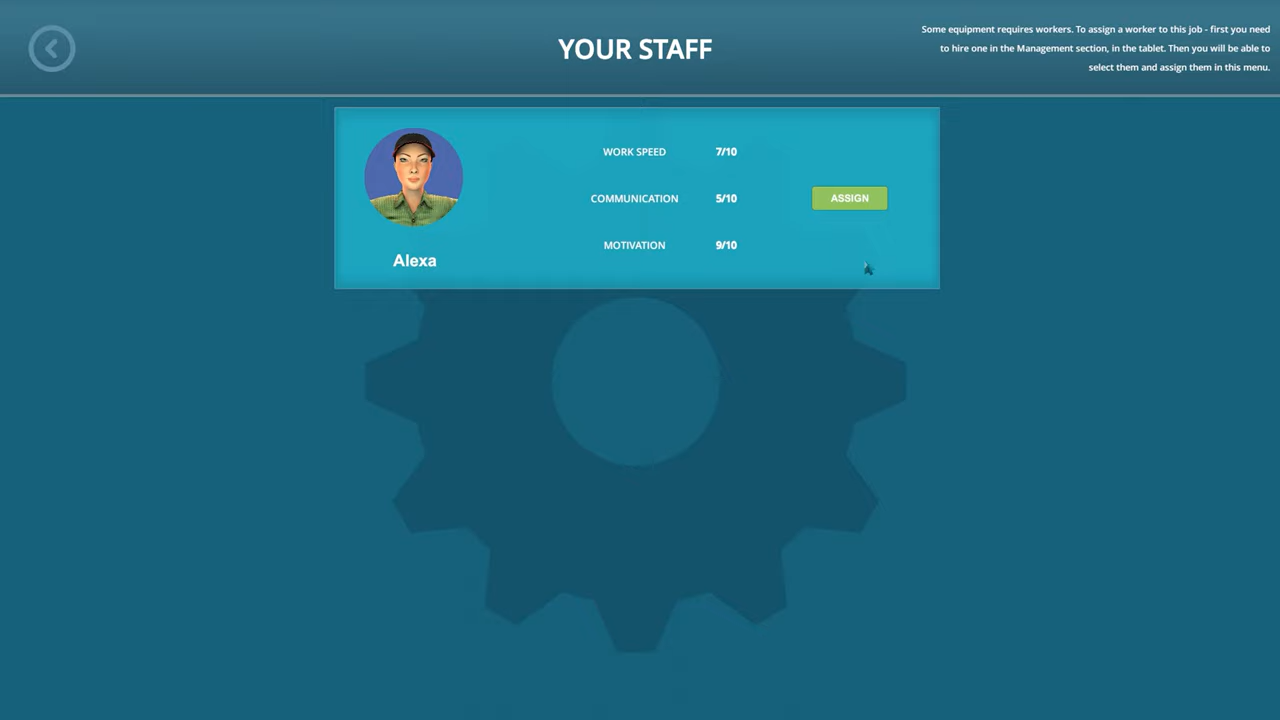 YOUR STAFF
Some equipment requires workers. To assign a worker to this job - first you need
to hire one in the Management section, in the tablet. Then you will be able to
select them and assign them in this menu.
WORK SPEED 7/10
COMMUNICATION 5/10
ASSIGN
MOTIVATION 9/10
Alexa